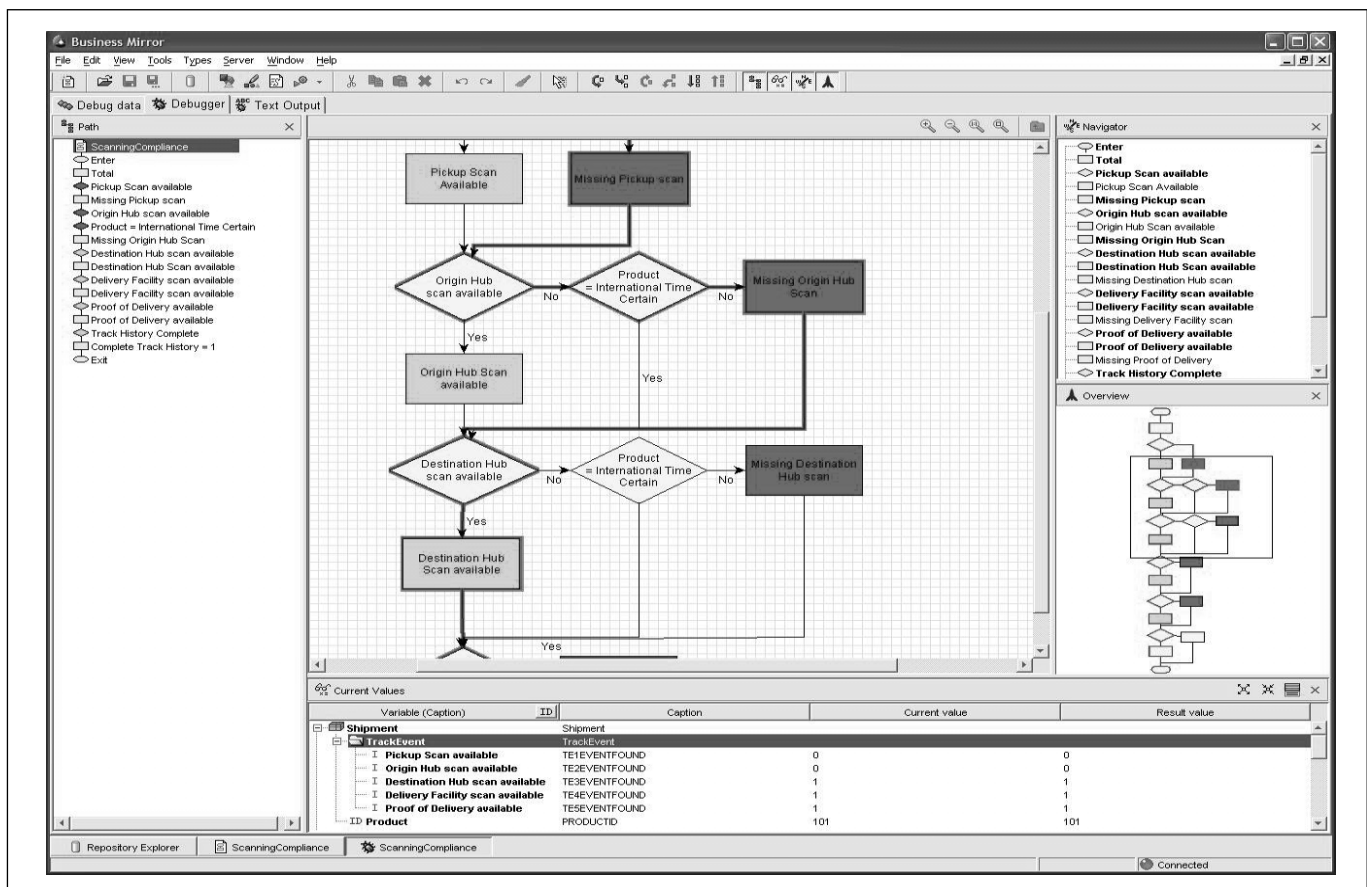 Business Mirror
File Edit View Tools Types Server Window Help
Debug data Debugger ABC Text Output
Path
ScanningCompliance
Enter
Total
Pickup Scan available
Missing Pickup scan
Origin Hub scan available
Product = International Time Certain
Missing Origin Hub Scan
Destination Hub scan available
Destination Hub Scan available
Delivery Facility scan available
Delivery Facility scan available
Proof of Delivery available
Proof of Delivery available
Track History Complete
Complete Track History = 1
Exit
Pickup Scan
Available
Missing Pickup scan
Origin Hub
scan available
No
Product
= International Time
Certain
No
Missing Origin Hub
Scan
Yes
Origin Hub Scan
available
Yes
Destination Hub
scan available
No
Product
= International Time
Certain
No
Missing Destination
Hub scan
Yes
Destination Hub
Scan available
Yes
Navigator
Enter
Total
Pickup Scan available
Pickup Scan Available
Missing Pickup scan
Origin Hub scan available
Origin Hub Scan available
Missing Origin Hub Scan
Destination Hub scan available
Destination Hub Scan available
Missing Destination Hub scan
Delivery Facility scan available
Delivery Facility scan available
Missing Delivery Facility scan
Proof of Delivery available
Proof of Delivery available
Missing Proof of Delivery
Track History Complete
Overview
Current Values
Variable (Caption) ID Caption Current value Result value
Shipment Shipment
TrackEvent TrackEvent
I Pickup Scan available TE1EVENTFOUND 0 0
I Origin Hub scan available TE2EVENTFOUND 0 0
I Destination Hub scan available TE3EVENTFOUND 1 1
I Delivery Facility scan available TE4EVENTFOUND 1 1
I Proof of Delivery available TE5EVENTFOUND 1 1
ID Product PRODUCTID 101 101
Repository Explorer ScanningCompliance ScanningCompliance
Connected